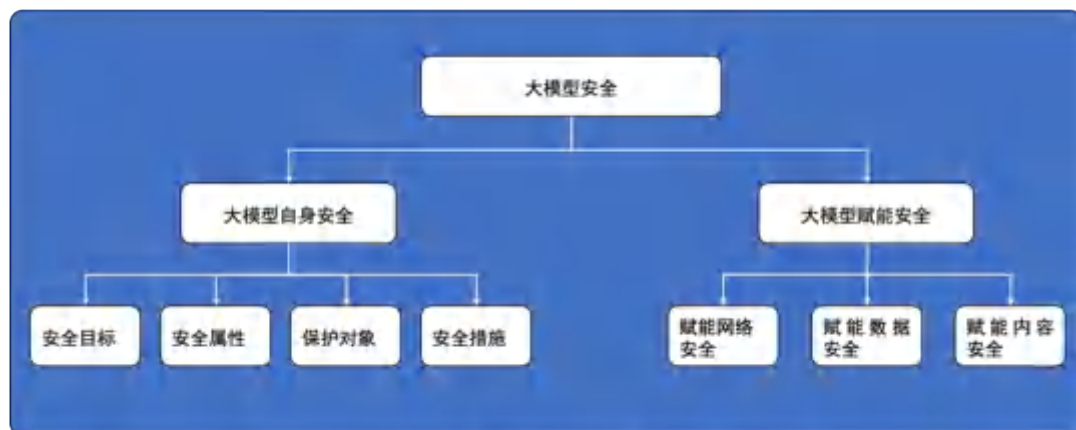 大模型安全
大模型自身安全
大模型赋能安全
安全目标
安全属性
保护对象
安全措施
赋能网络
安全
赋能数据
安全
赋能内容
安全